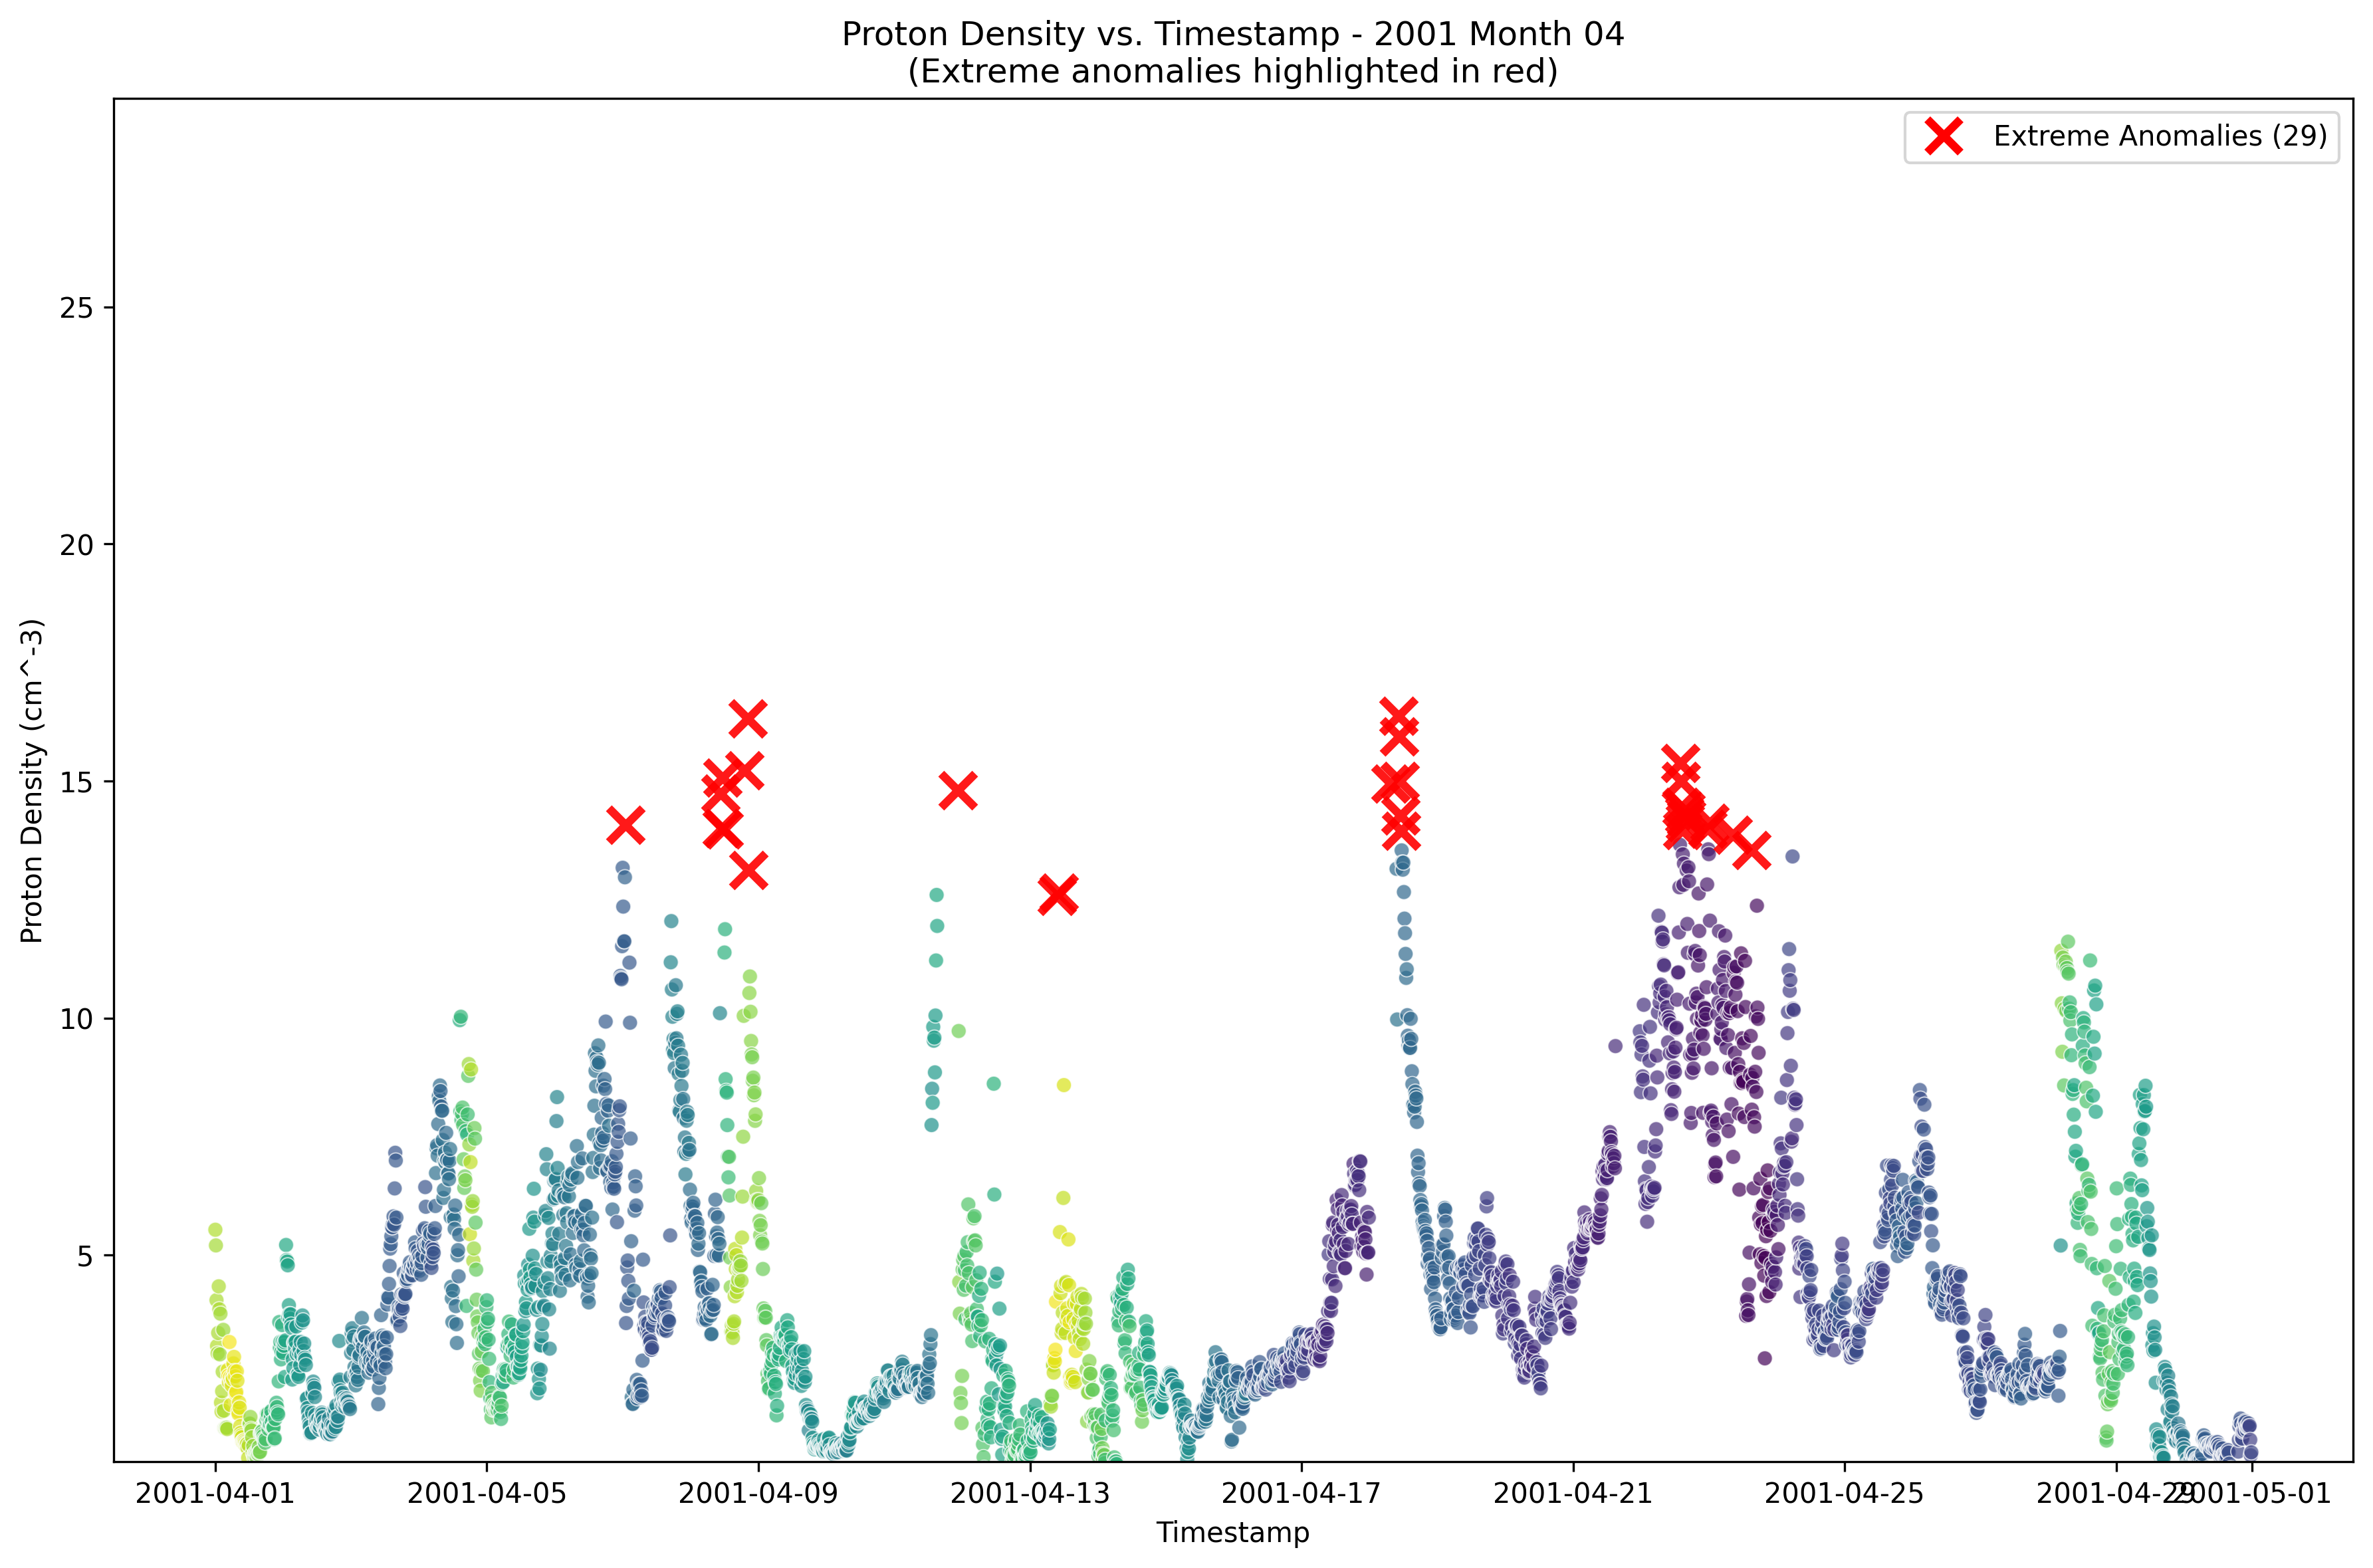 Proton Density vs. Timestamp - 2001 Month 04
(Extreme anomalies highlighted in red)
Extreme Anomalies (29)
Proton Density (cm^-3)
25
20
15
10
5
2001-04-01
2001-04-05
2001-04-09
2001-04-13
2001-04-17
2001-04-21
2001-04-25
2001-04-29
2001-05-01
Timestamp